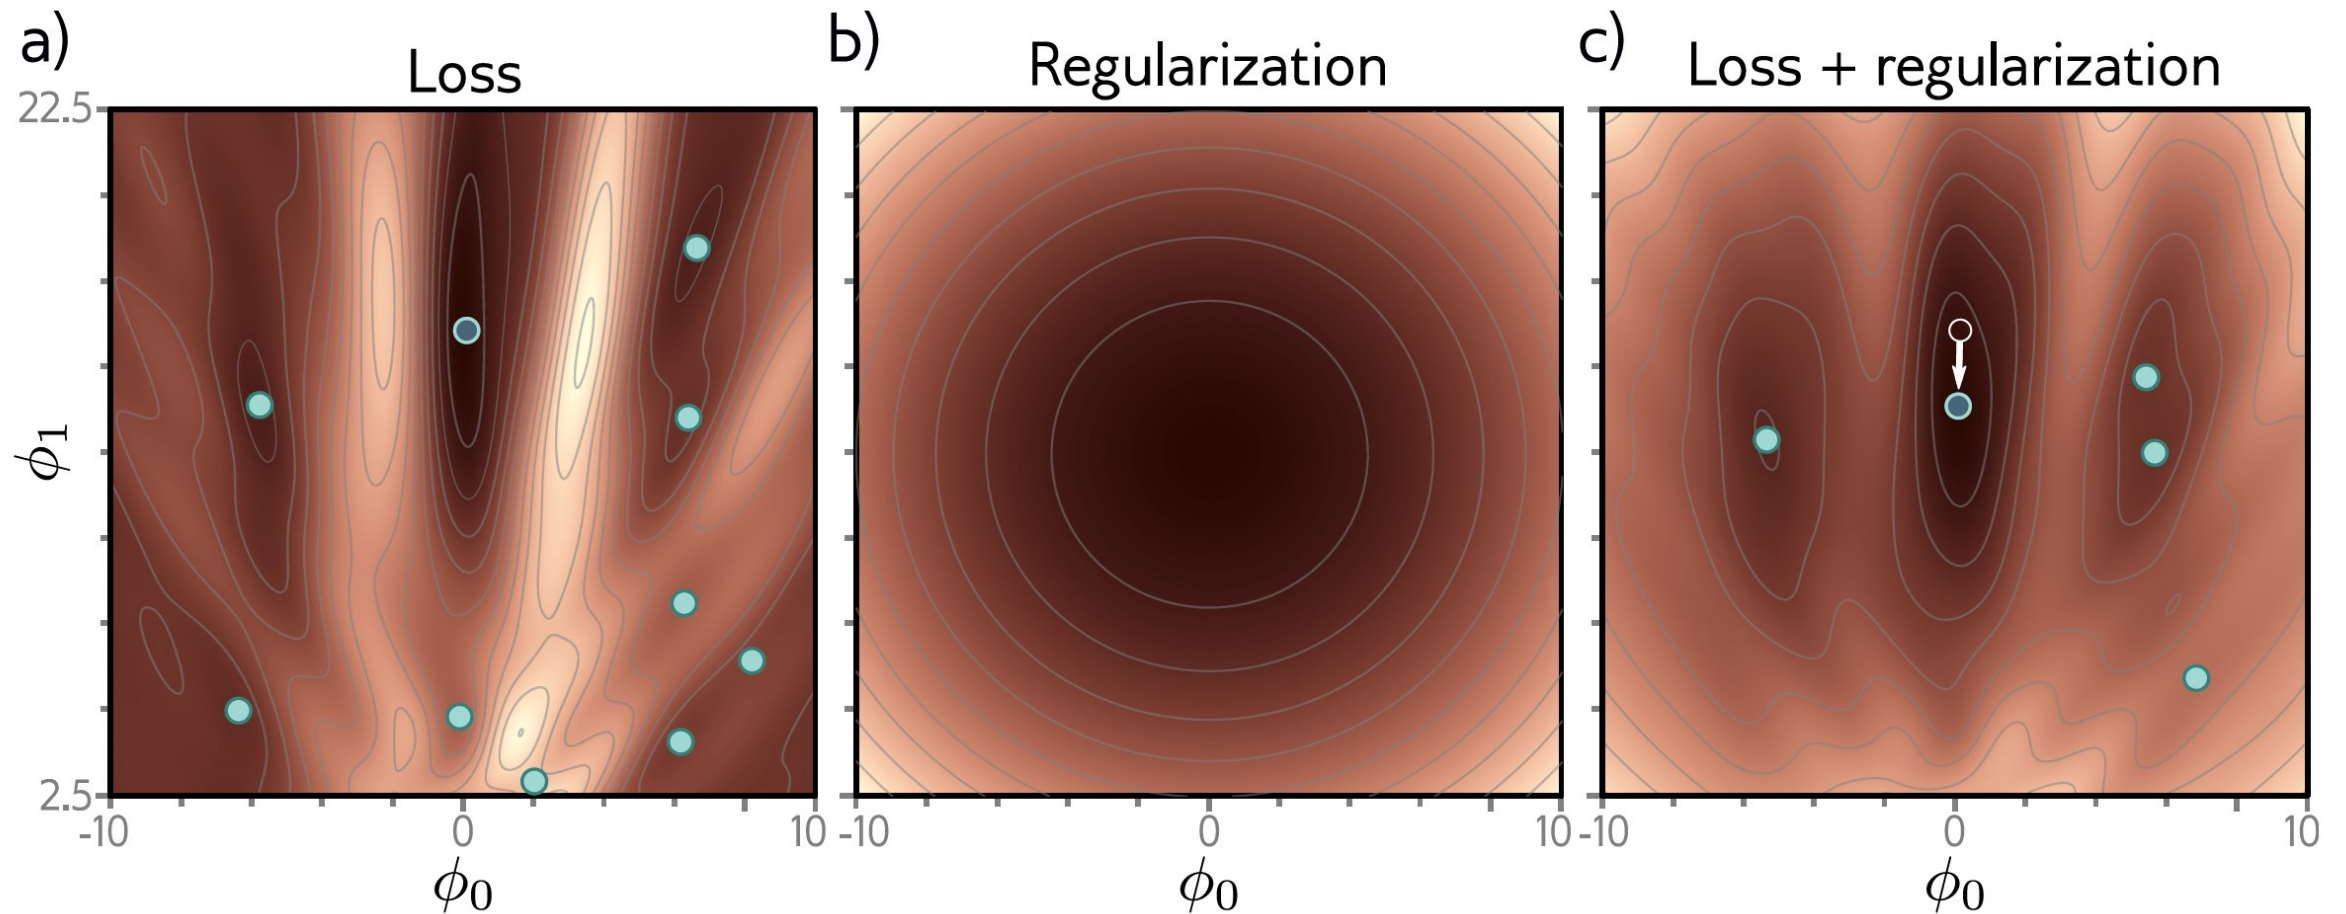 a)
Loss
b)
Regularization
c)
Loss + regularization
22.5
ϕ1
2.5
-10
0
10
ϕ0
-10
0
10
ϕ0
-10
0
10
ϕ0